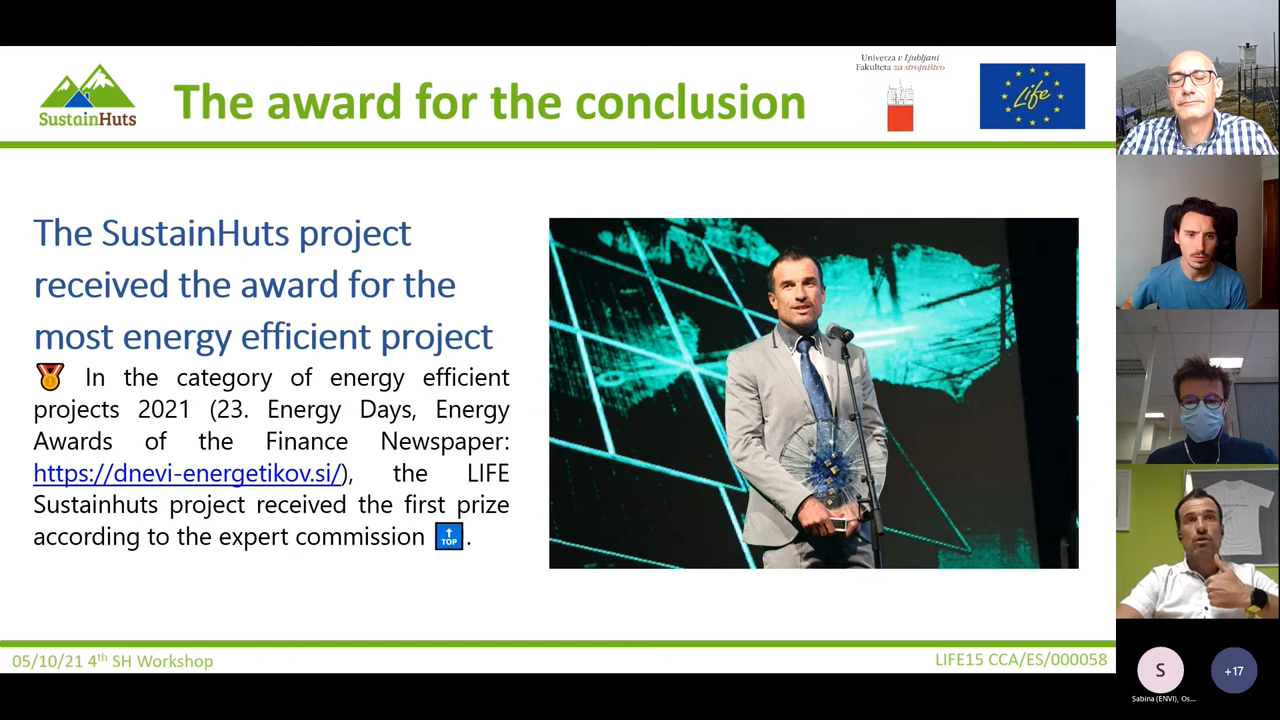 SustainHuts
The award for the conclusion
Univerza v Ljubljani
Fakulteta za strojništvo
Life
The SustainHuts project
received the award for the
most energy efficient project
🏅 In the category of energy efficient
projects 2021 (23. Energy Days, Energy
Awards of the Finance Newspaper:
https://dnevi-energetikov.si/), the LIFE
Sustainhuts project received the first prize
according to the expert commission 🔝.
05/10/21 4th SH Workshop
LIFE15 CCA/ES/000058
S
+17
Sabina (ENVI), Os...